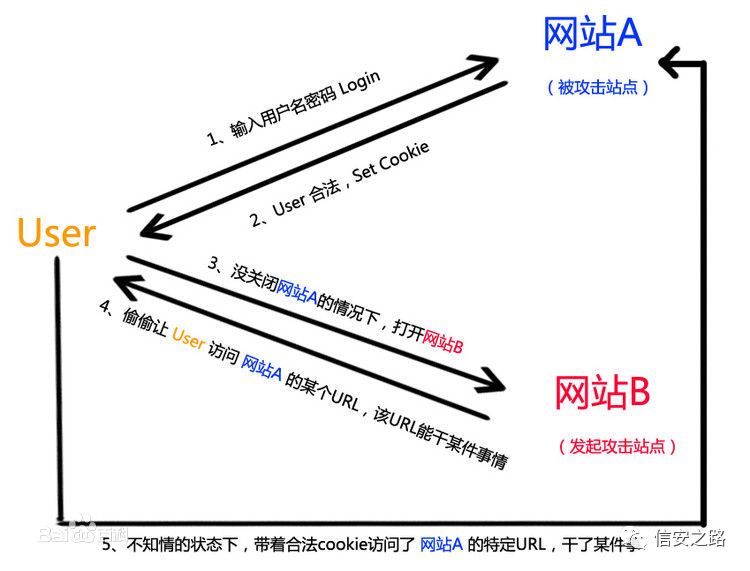 网站A
（被攻击站点）
1、输入用户名密码 Login
2、User 合法，Set Cookie
User
3、没关闭网站A的情况下，打开网站B
4、偷偷让 User 访问 网站A 的某个URL，该URL能干某件事情
网站B
（发起攻击站点）
Baidu百科
信安之路
5、不知情的状态下，带着合法cookie访问了 网站A 的特定URL，干了某件事